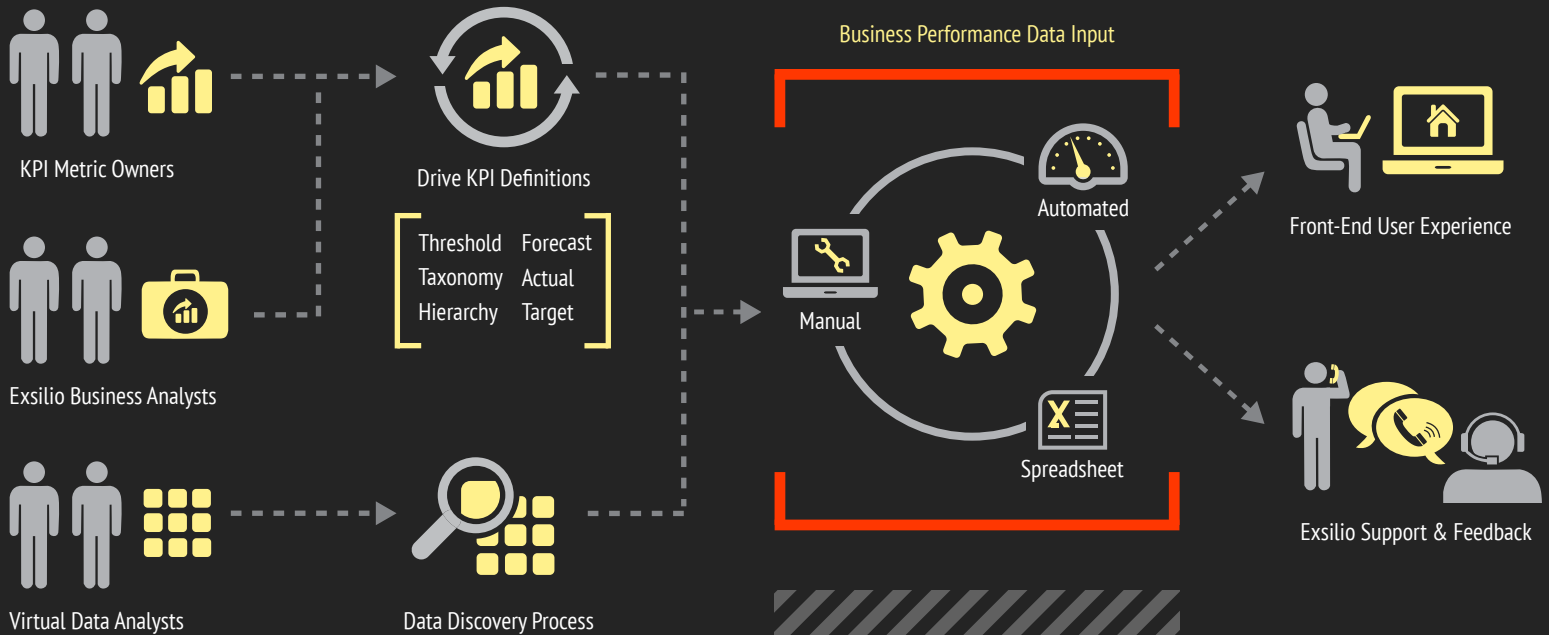 Business Performance Data Input
KPI Metric Owners
Drive KPI Definitions
Threshold Forecast
Taxonomy Actual
Hierarchy Target
Exsilio Business Analysts
Virtual Data Analysts
Data Discovery Process
Automated
Manual
X
Spreadsheet
Front-End User Experience
Exsilio Support & Feedback